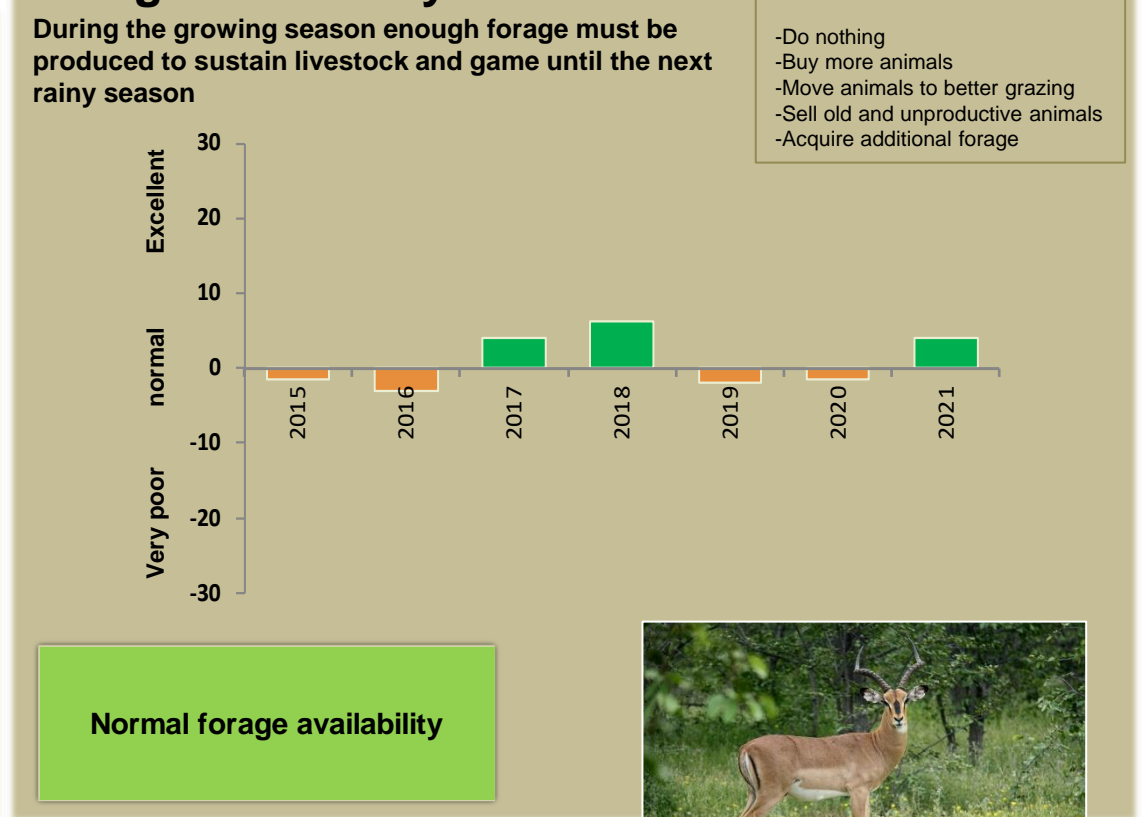 During the growing season enough forage must be
produced to sustain livestock and game until the next
rainy season
-Do nothing
-Buy more animals
-Move animals to better grazing
-Sell old and unproductive animals
-Acquire additional forage
Excellent
normal
Very poor
30
20
10
0
-10
-20
-30
2015
2016
2017
2018
2019
2020
2021
Normal forage availability